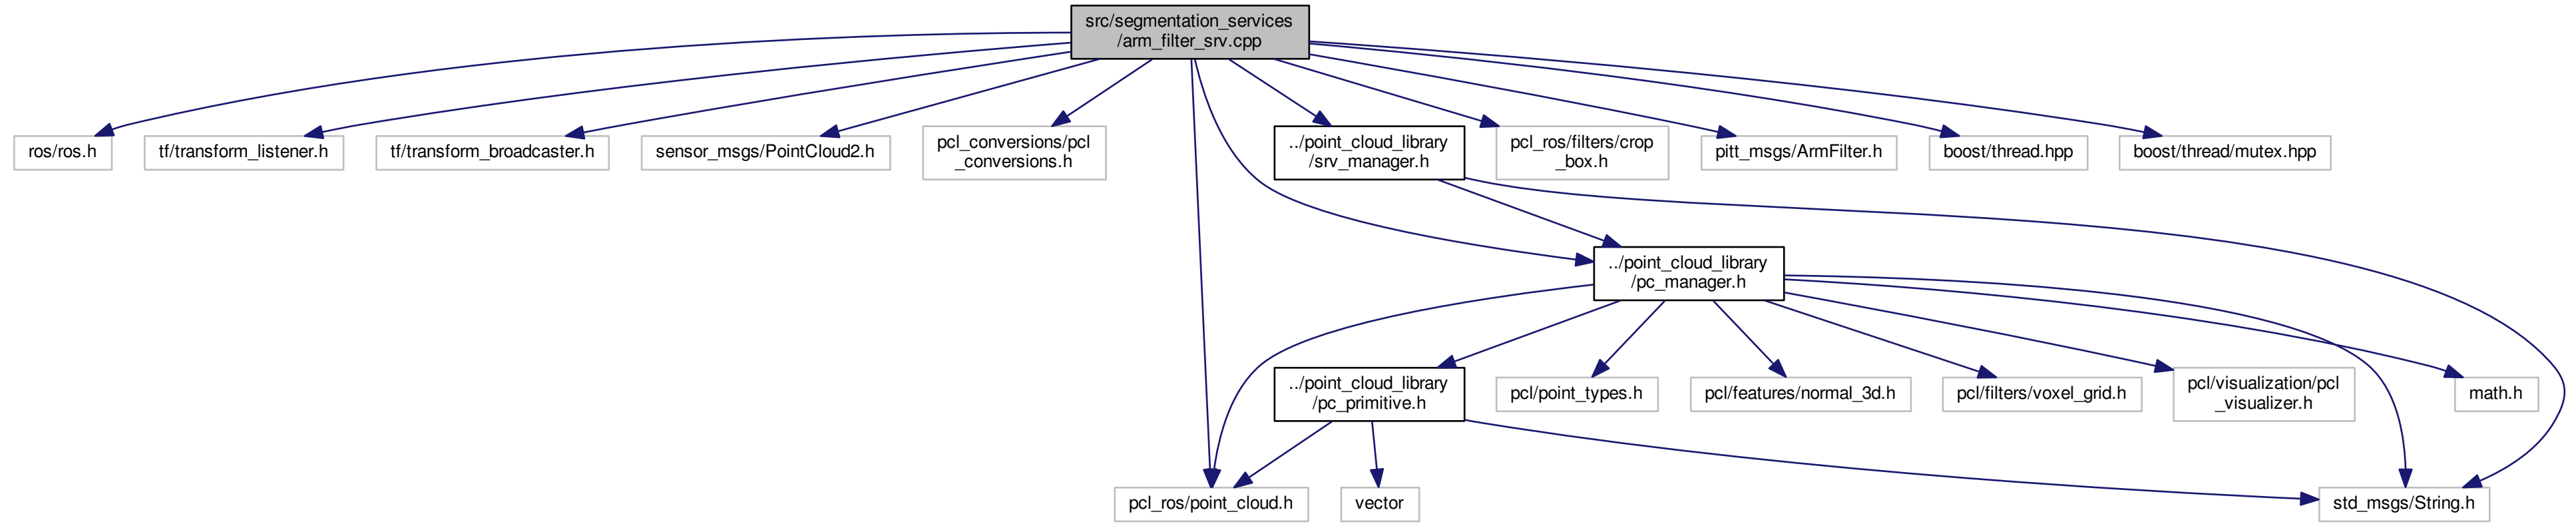 src/segmentation_services
/arm_filter_srv.cpp
ros/ros.h
tf/transform_listener.h
tf/transform_broadcaster.h
sensor_msgs/PointCloud2.h
pcl_conversions/pcl
_conversions.h
../point_cloud_library
/srv_manager.h
pcl_ros/filters/crop
_box.h
pitt_msgs/ArmFilter.h
boost/thread.hpp
boost/thread/mutex.hpp
../point_cloud_library
/pc_manager.h
../point_cloud_library
/pc_primitive.h
pcl/point_types.h
pcl/features/normal_3d.h
pcl/filters/voxel_grid.h
pcl/visualization/pcl
_visualizer.h
math.h
pcl_ros/point_cloud.h
vector
std_msgs/String.h